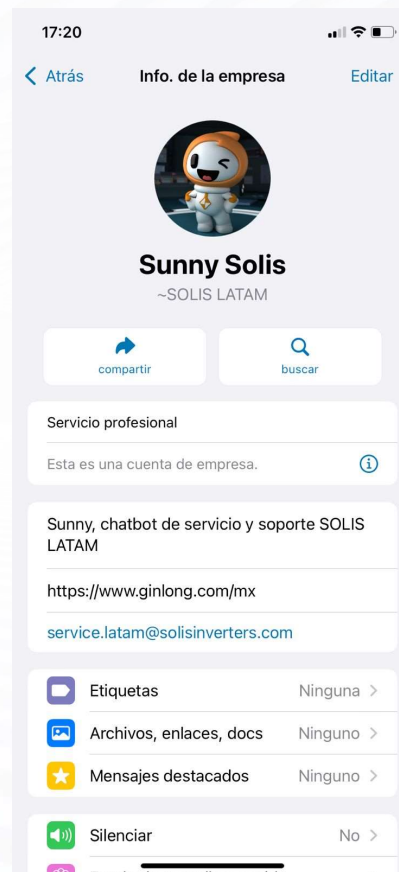 17:20
Atrás
Info. de la empresa
Editar
Sunny Solis
~SOLIS LATAM
compartir
buscar
Servicio profesional
Esta es una cuenta de empresa.
Sunny, chatbot de servicio y soporte SOLIS
LATAM
https://www.ginlong.com/mx
service.latam@solisinverters.com
Etiquetas
Ninguna
Archivos, enlaces, docs
Ninguno
Mensajes destacados
Ninguno
Silenciar
No